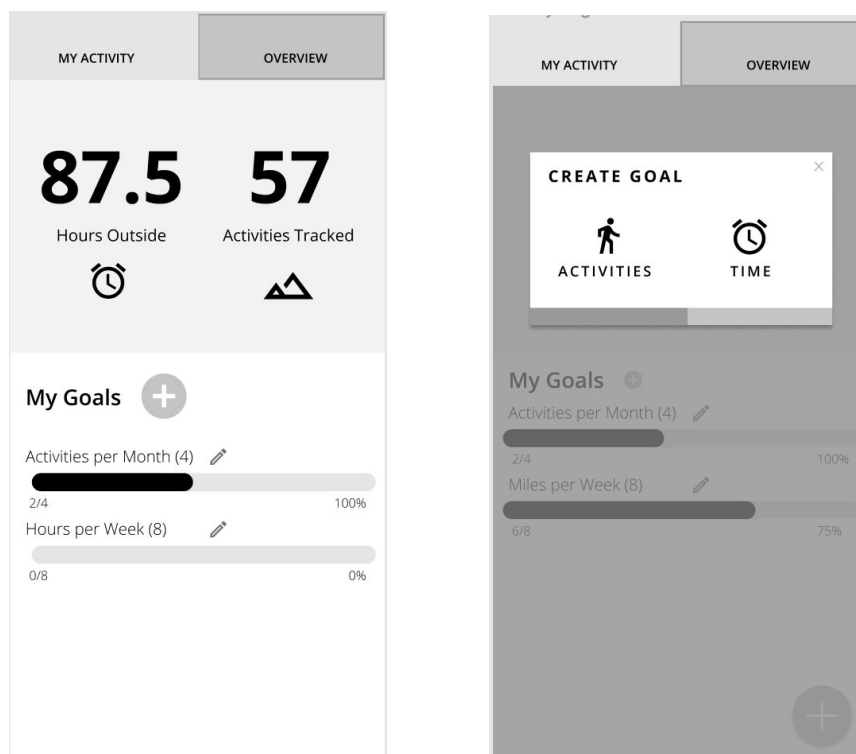 MY ACTIVITY OVERVIEW
87.5 57
Hours Outside Activities Tracked
My Goals
Activities per Month (4)
2/4 100%
Hours per Week (8)
0/8 0%
MY ACTIVITY OVERVIEW
CREATE GOAL
ACTIVITIES TIME
My Goals
Activities per Month (4)
2/4 100%
Miles per Week (8)
6/8 75%